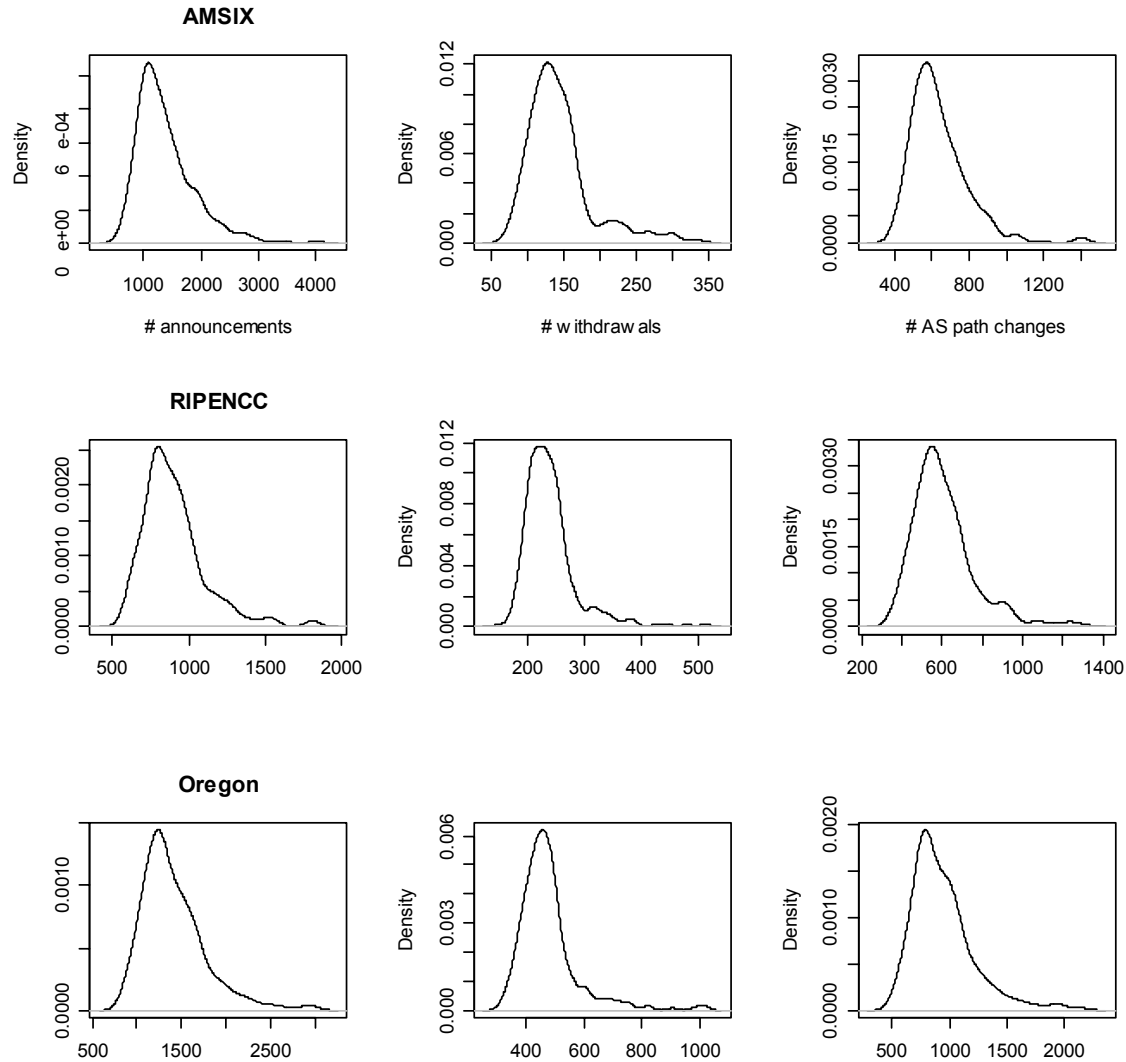 AMSIX
Density
0 e+00 6 e-04
1000 2000 3000 4000
# announcements
Density
0.000 0.006 0.012
50 150 250 350
# withdrawals
Density
0.0000 0.0015 0.0030
400 800 1200
# AS path changes
RIPENCC
0.0000 0.0010 0.0020
500 1000 1500 2000
Density
0.000 0.004 0.008 0.012
200 300 400 500
Density
0.0000 0.0015 0.0030
200 600 1000 1400
Oregon
0.0000 0.0010
500 1500 2500
Density
0.000 0.003 0.006
400 600 800 1000
Density
0.0000 0.0010 0.0020
500 1000 1500 2000